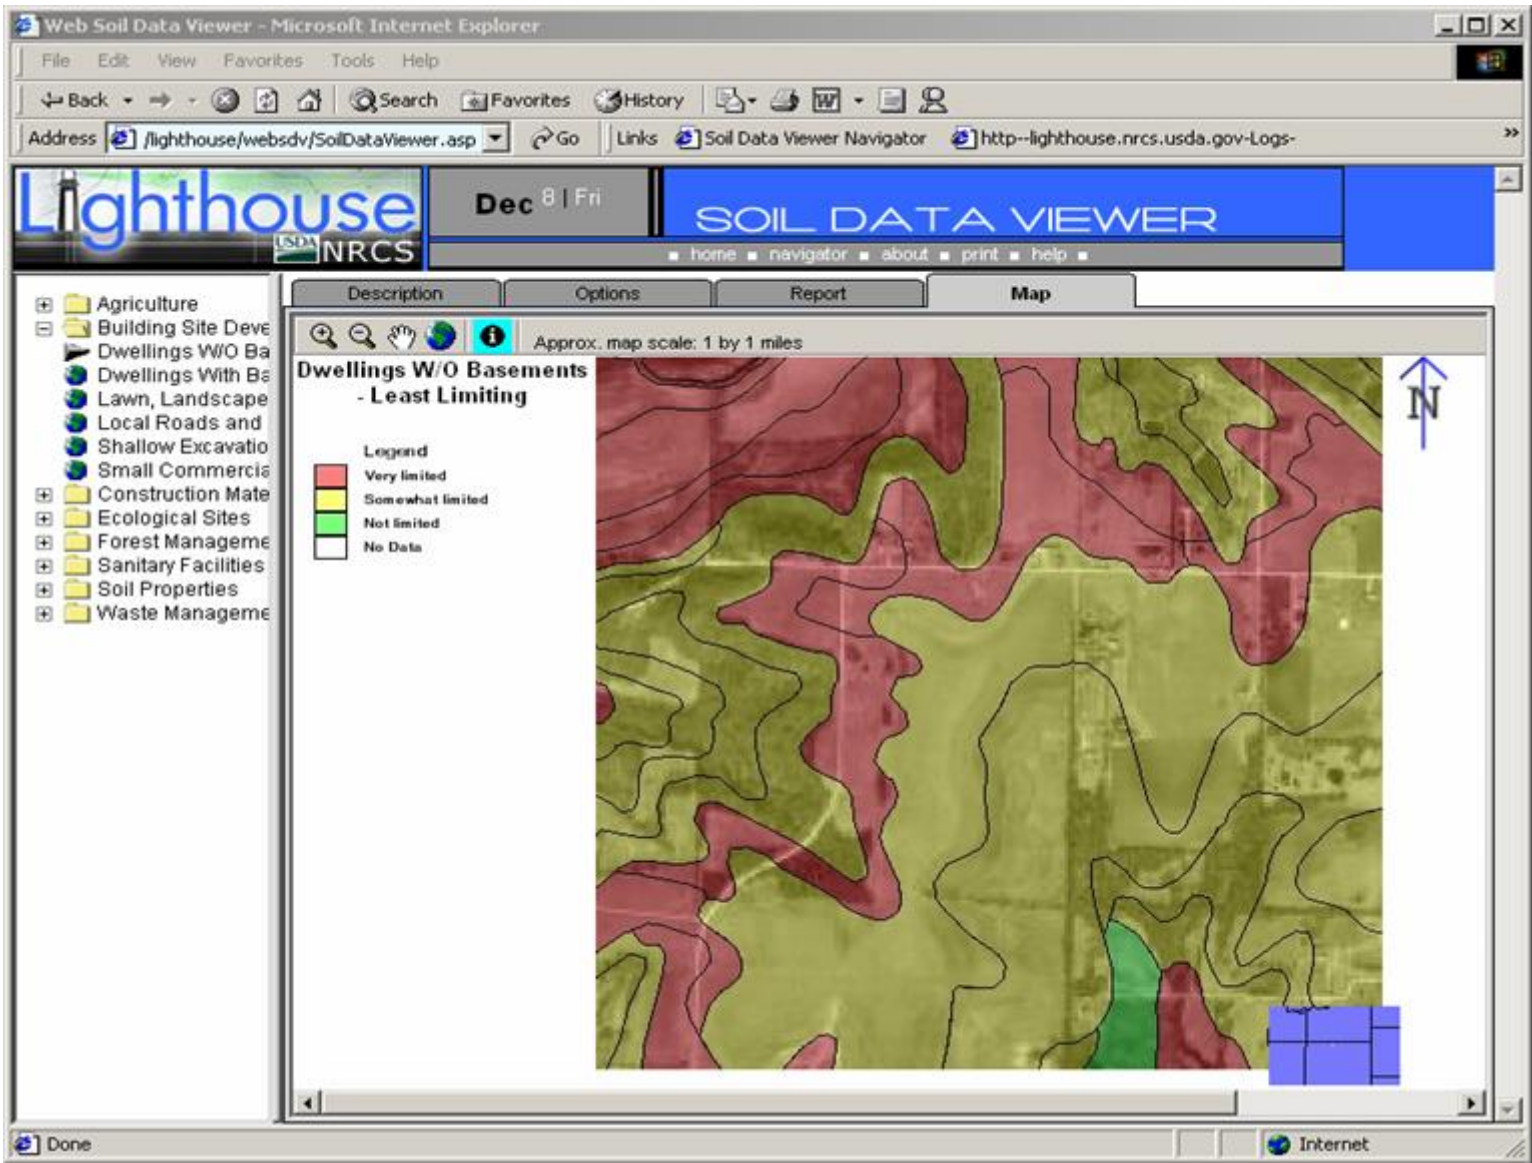 Web Soil Data Viewer - Microsoft Internet Explorer
File Edit View Favorites Tools Help
Back Search Favorites History
Address /lighthouse/websdv/SoilDataViewer.asp Go Links Soil Data Viewer Navigator http--lighthouse.nrcs.usda.gov-Logs- »
Lighthouse
USDA NRCS
Dec 8 | Fri
SOIL DATA VIEWER
home navigator about print help
Description Options Report Map
Agriculture
Building Site Deve
Dwellings W/O Ba
Dwellings With Ba
Lawn, Landscape
Local Roads and
Shallow Excavatio
Small Commercia
Construction Mate
Ecological Sites
Forest Manageme
Sanitary Facilities
Soil Properties
Waste Manageme
Approx. map scale: 1 by 1 miles
Dwellings W/O Basements
- Least Limiting
Legend
Very limited
Somewhat limited
Not limited
No Data
N
Done Internet